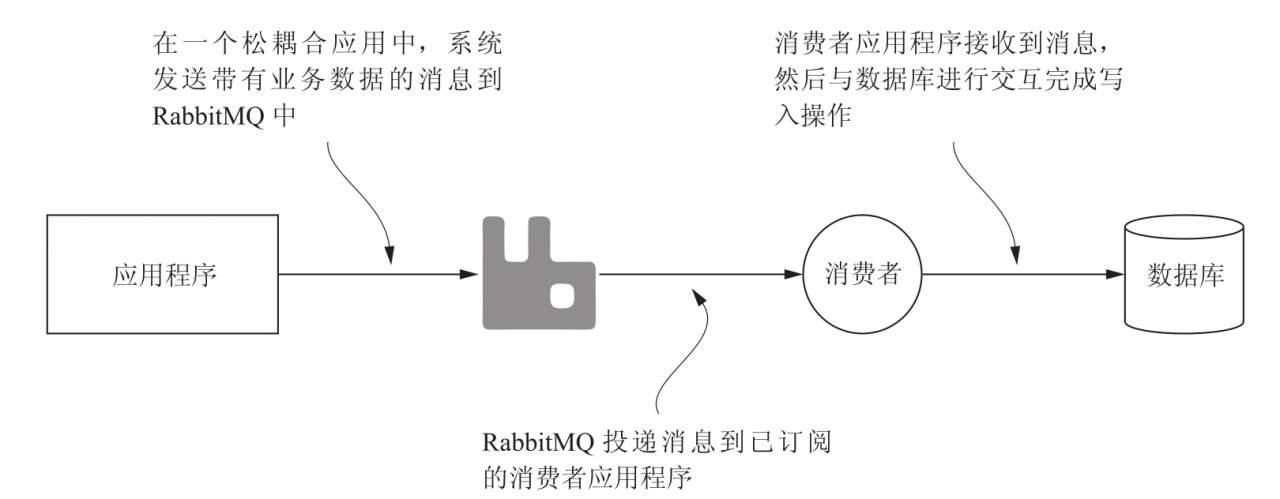 在一个松耦合应用中，系统
发送带有业务数据的消息到
RabbitMQ 中
消费者应用程序接收到消息，
然后与数据库进行交互完成写
入操作
应用程序
消费者
数据库
RabbitMQ 投递消息到已订阅
的消费者应用程序